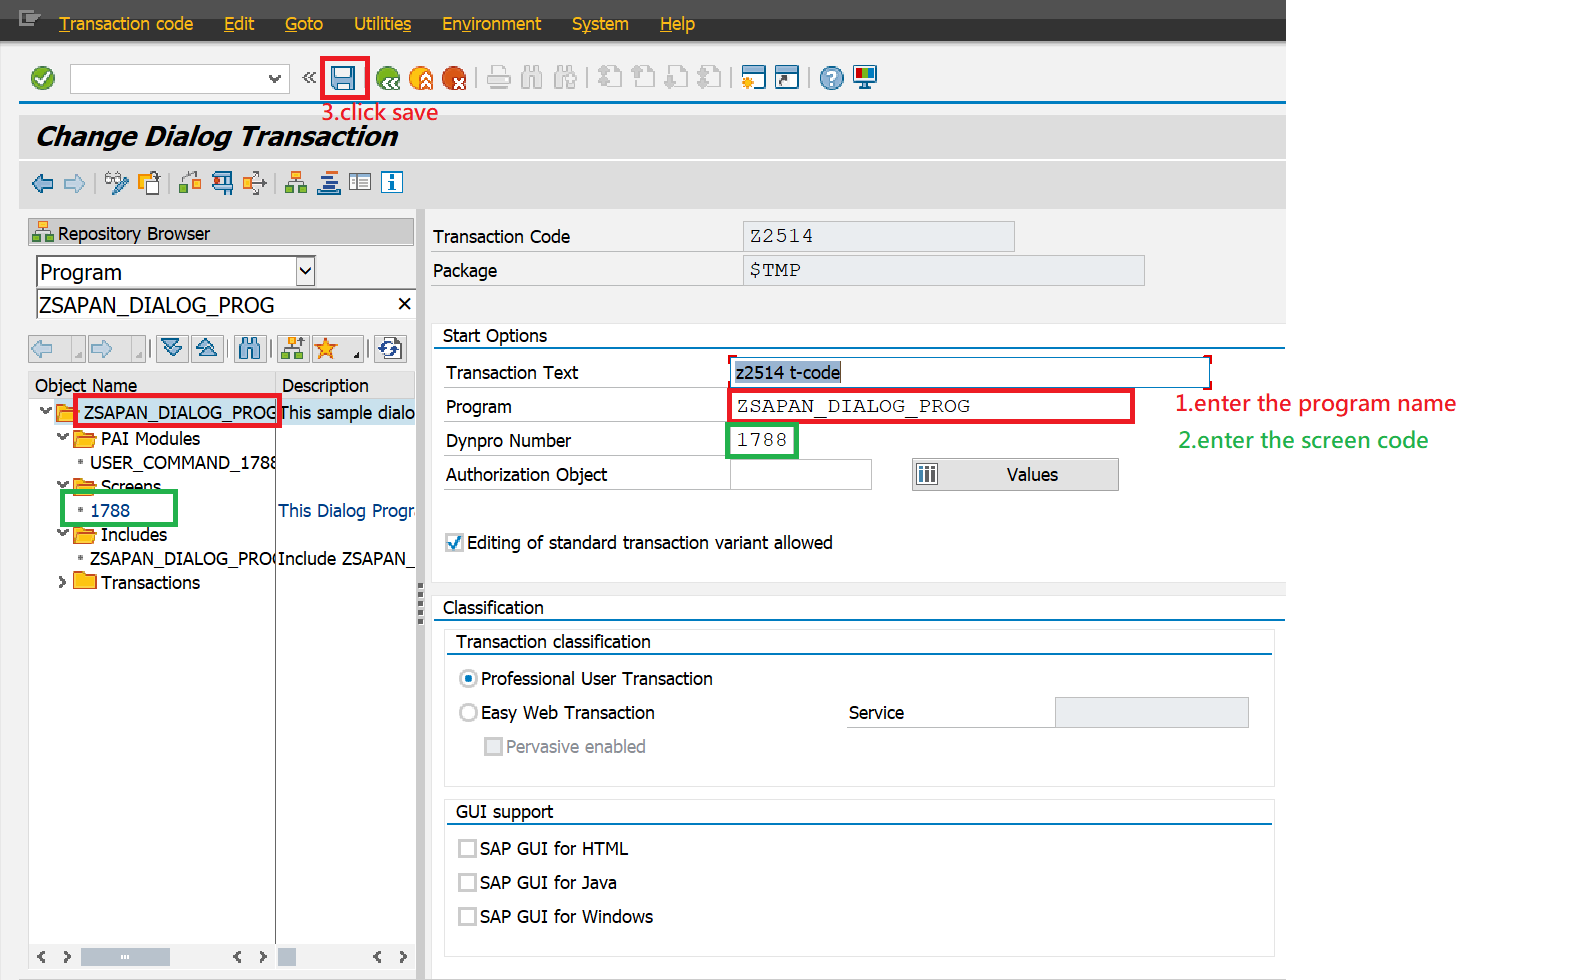 Transaction code Edit Goto Utilities Environment System Help
3.click save
Change Dialog Transaction
Repository Browser
Program
ZSAPAN_DIALOG_PROG
Object Name Description
ZSAPAN_DIALOG_PROG This sample dialo
PAI Modules
USER_COMMAND_1788
Screens
1788 This Dialog Progr
Includes
ZSAPAN_DIALOG_PRO Include ZSAPAN_
Transactions
Transaction Code Z2514
Package $TMP
Start Options
Transaction Text z2514 t-code
Program ZSAPAN_DIALOG_PROG
1.enter the program name
Dynpro Number 1788
2.enter the screen code
Authorization Object Values
Editing of standard transaction variant allowed
Classification
Transaction classification
Professional User Transaction
Easy Web Transaction Service
Pervasive enabled
GUI support
SAP GUI for HTML
SAP GUI for Java
SAP GUI for Windows